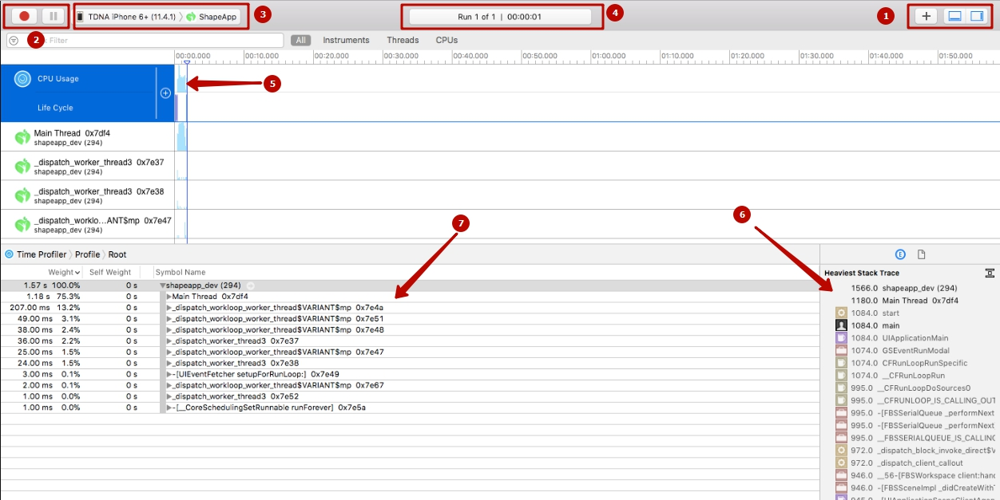 TDNA iPhone 6+ (11.4.1) 〉 ShapeApp
3
Run 1 of 1 | 00:00:01
4
1
+
2
Filter
All Instruments Threads CPUs
00:00.000 00:10.000 00:20.000 00:30.000 00:40.000 00:50.000 01:00.000 01:10.000 01:20.000 01:30.000 01:40.000 01:50.000
CPU Usage
5
Life Cycle
Main Thread 0x7df4
shapeapp_dev (294)
_dispatch_worker_thread3 0x7e37
shapeapp_dev (294)
_dispatch_worker_thread3 0x7e38
shapeapp_dev (294)
_dispatch_worklo…ANT$mp 0x7e47
shapeapp_dev (294)
7
6
Time Profiler 〉 Profile 〉 Root
E
Weight Self Weight Symbol Name
1.57 s 100.0% 0 s shapeapp_dev (294)
1.18 s 75.3% 0 s Main Thread 0x7df4
207.00 ms 13.2% 0 s _dispatch_workloop_worker_thread$VARIANT$mp 0x7e4a
49.00 ms 3.1% 0 s _dispatch_workloop_worker_thread$VARIANT$mp 0x7e51
38.00 ms 2.4% 0 s _dispatch_workloop_worker_thread$VARIANT$mp 0x7e48
36.00 ms 2.2% 0 s _dispatch_worker_thread3 0x7e37
25.00 ms 1.5% 0 s _dispatch_workloop_worker_thread$VARIANT$mp 0x7e47
24.00 ms 1.5% 0 s _dispatch_worker_thread3 0x7e38
3.00 ms 0.1% 0 s -[UIEventFetcher setupForRunLoop:] 0x7e49
2.00 ms 0.1% 0 s _dispatch_workloop_worker_thread$VARIANT$mp 0x7e67
1.00 ms 0.0% 0 s _dispatch_worker_thread3 0x7e52
1.00 ms 0.0% 0 s -[__CoreSchedulingSetRunnable runForever] 0x7e5a
Heaviest Stack Trace
1566.0 shapeapp_dev (294)
1180.0 Main Thread 0x7df4
1084.0 start
1084.0 main
1084.0 UIApplicationMain
1074.0 GSEventRunModal
1074.0 CFRunLoopRunSpecific
1074.0 __CFRunLoopRun
995.0 __CFRunLoopDoSources0
995.0 __CFRUNLOOP_IS_CALLING_OUT
995.0 -[FBSSerialQueue _performNext
995.0 -[FBSSerialQueue _performNext
995.0 __FBSSERIALQUEUE_IS_CALLING
972.0 _dispatch_block_invoke_direct$V
972.0 _dispatch_client_callout
946.0 __56-[FBSWorkspace client:hand
946.0 -[FBSSceneImpl _didCreateWithT